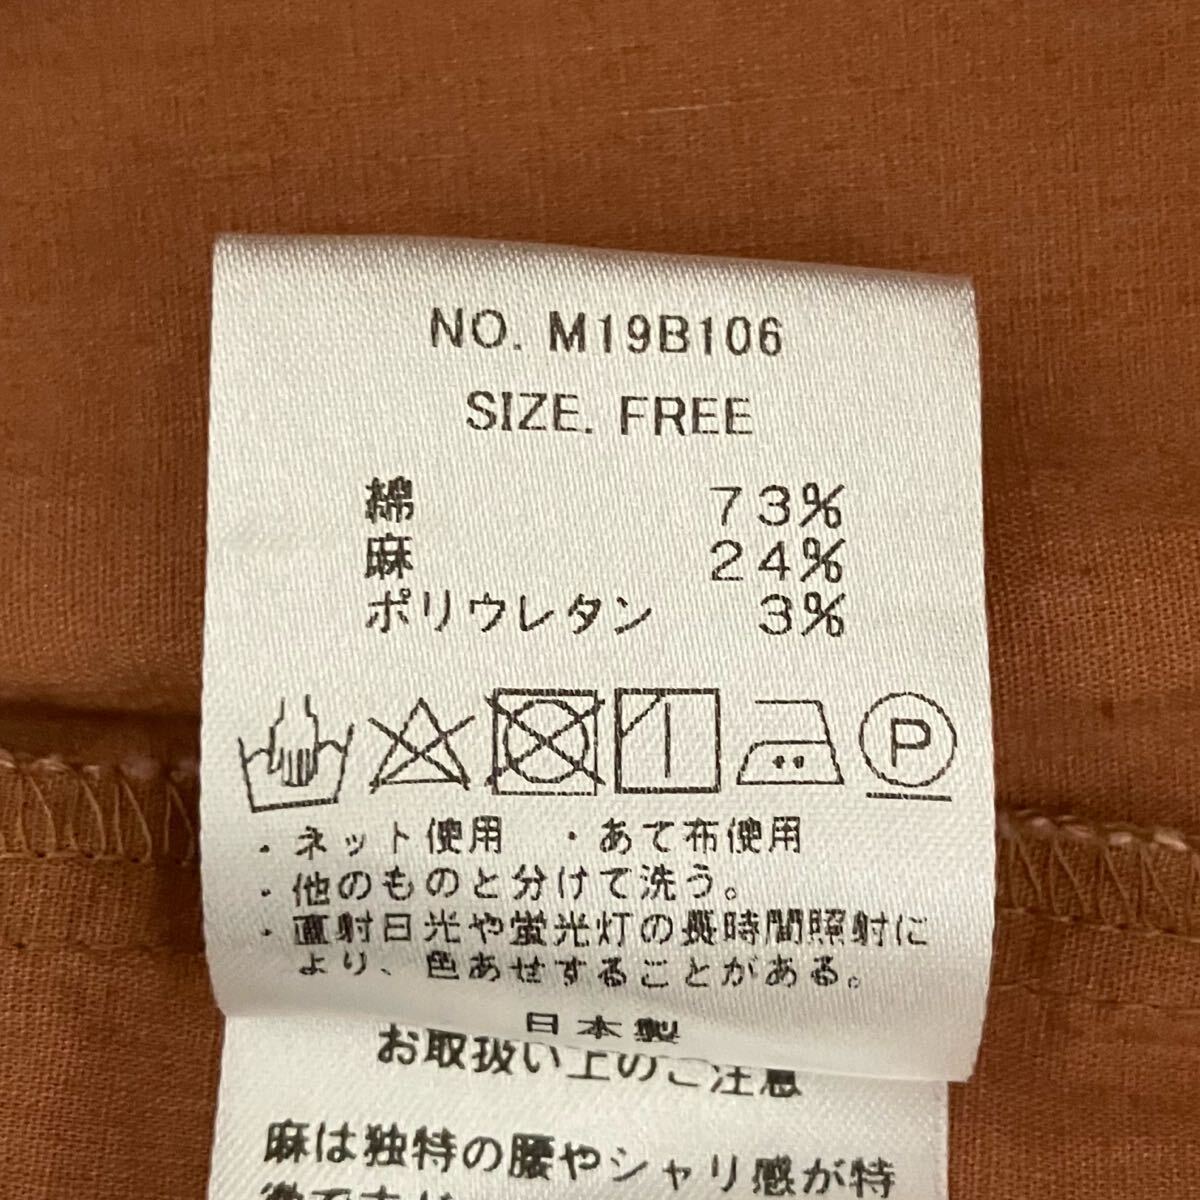 NO. M19B106
SIZE. FREE
綿 73%
麻 24%
ポリウレタン 3%
P
・ネット使用 ・あて布使用
・他のものと分けて洗う。
・直射日光や蛍光灯の長時間照射に
より、色あせすることがある。
日本製
お取扱い上のご注意
麻は独特の腰やシャリ感が特